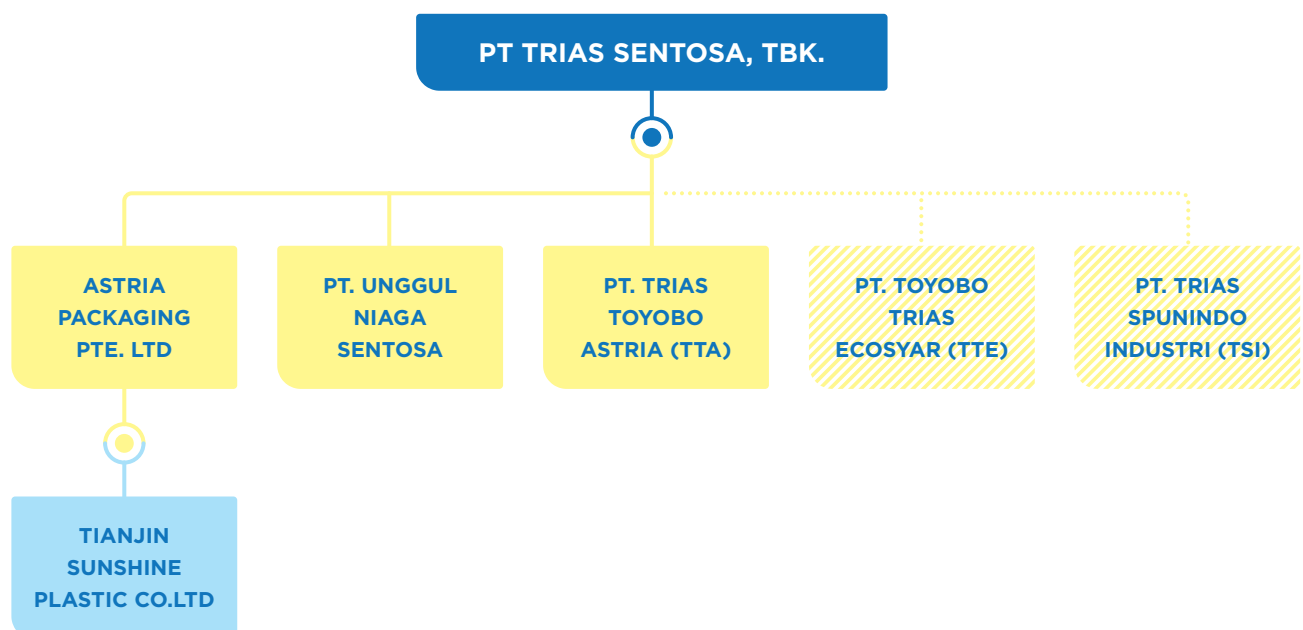 PT TRIAS SENTOSA, TBK.
ASTRIA
PACKAGING
PTE. LTD
PT. UNGGUL
NIAGA
SENTOSA
PT. TRIAS
TOYOBO
ASTRIA (TTA)
PT. TOYOBO
TRIAS
ECOSYAR (TTE)
PT. TRIAS
SPUNINDO
INDUSTRI (TSI)
TIANJIN
SUNSHINE
PLASTIC CO.LTD